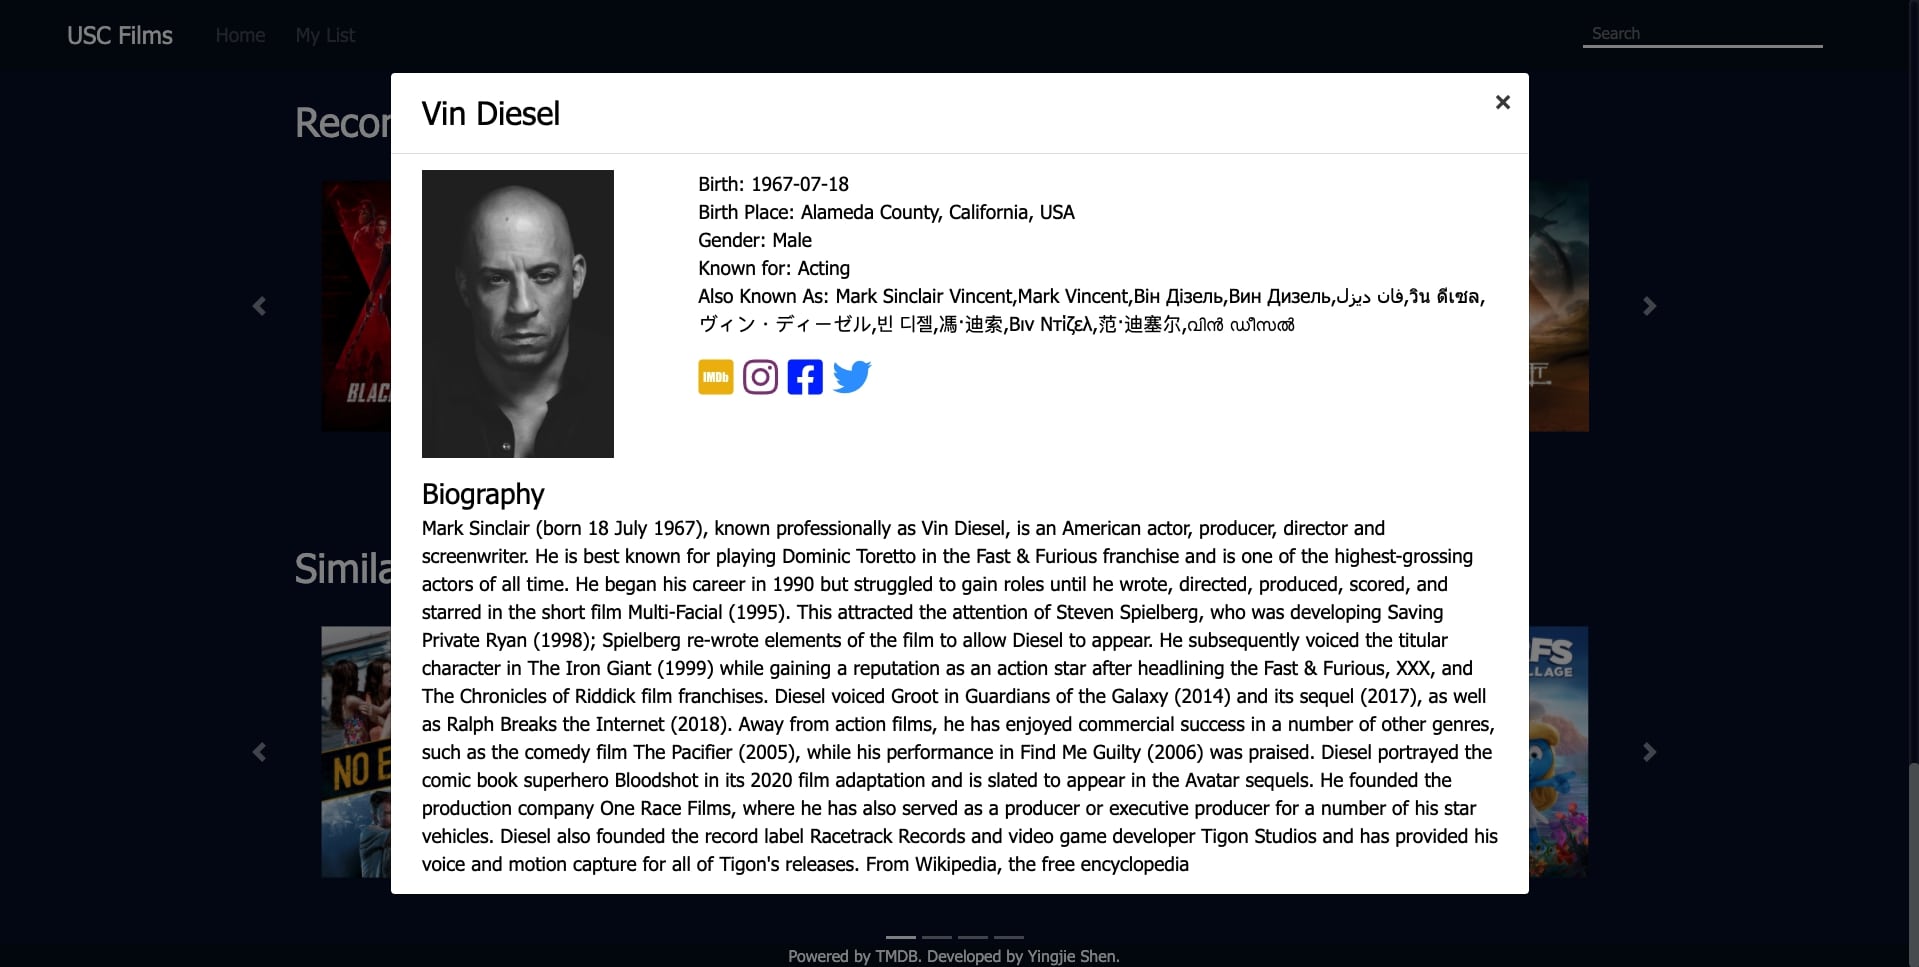 USC Films Home My List Search
Recor
Vin Diesel ×
Birth: 1967-07-18
Birth Place: Alameda County, California, USA
Gender: Male
Known for: Acting
Also Known As: Mark Sinclair Vincent,Mark Vincent,Він Дізель,Вин Дизель,فان ديزل,วิน ดีเซล,
ヴィン・ディーゼル,빈 디젤,馮·迪索,Βιν Ντίζελ,范·迪塞尔,വിൻ ഡീസൽ
IMDb
BLAC
Biography
Mark Sinclair (born 18 July 1967), known professionally as Vin Diesel, is an American actor, producer, director and
screenwriter. He is best known for playing Dominic Toretto in the Fast & Furious franchise and is one of the highest-grossing
actors of all time. He began his career in 1990 but struggled to gain roles until he wrote, directed, produced, scored, and
starred in the short film Multi-Facial (1995). This attracted the attention of Steven Spielberg, who was developing Saving
Private Ryan (1998); Spielberg re-wrote elements of the film to allow Diesel to appear. He subsequently voiced the titular
character in The Iron Giant (1999) while gaining a reputation as an action star after headlining the Fast & Furious, XXX, and
The Chronicles of Riddick film franchises. Diesel voiced Groot in Guardians of the Galaxy (2014) and its sequel (2017), as well
as Ralph Breaks the Internet (2018). Away from action films, he has enjoyed commercial success in a number of other genres,
such as the comedy film The Pacifier (2005), while his performance in Find Me Guilty (2006) was praised. Diesel portrayed the
comic book superhero Bloodshot in its 2020 film adaptation and is slated to appear in the Avatar sequels. He founded the
production company One Race Films, where he has also served as a producer or executive producer for a number of his star
vehicles. Diesel also founded the record label Racetrack Records and video game developer Tigon Studios and has provided his
voice and motion capture for all of Tigon's releases. From Wikipedia, the free encyclopedia
Simila
NO E
RFS
LLAGE
Powered by TMDB. Developed by Yingjie Shen.